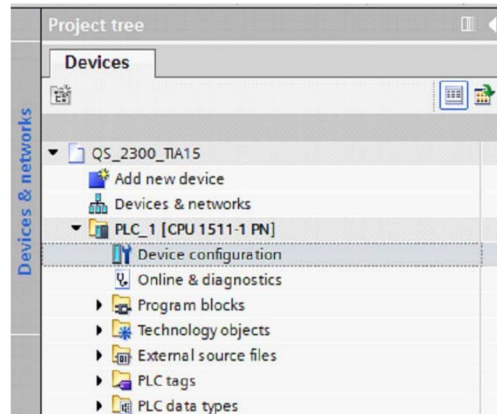 Project tree
Devices
Devices & networks
QS_2300_TIA15
Add new device
Devices & networks
PLC_1 [CPU 1511-1 PN]
Device configuration
Online & diagnostics
Program blocks
Technology objects
External source files
PLC tags
PLC data types